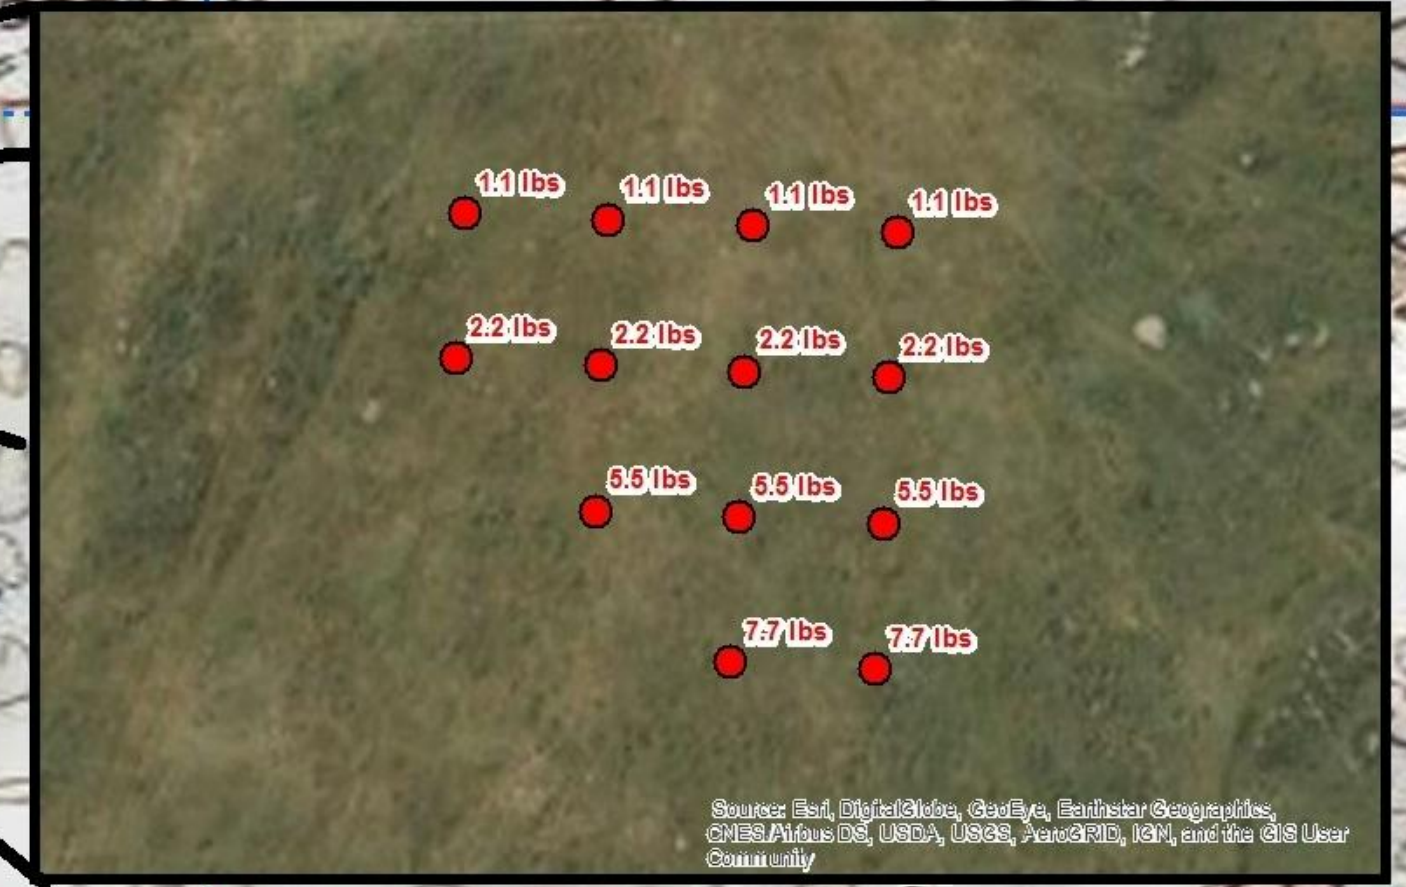 1.1 lbs 1.1 lbs 1.1 lbs 1.1 lbs
2.2 lbs 2.2 lbs 2.2 lbs 2.2 lbs
5.5 lbs 5.5 lbs 5.5 lbs
7.7 lbs 7.7 lbs
Source: Esri, DigitalGlobe, GeoEye, Earthstar Geographics,
CNES/Airbus DS, USDA, USGS, AeroGRID, IGN, and the GIS User
Community